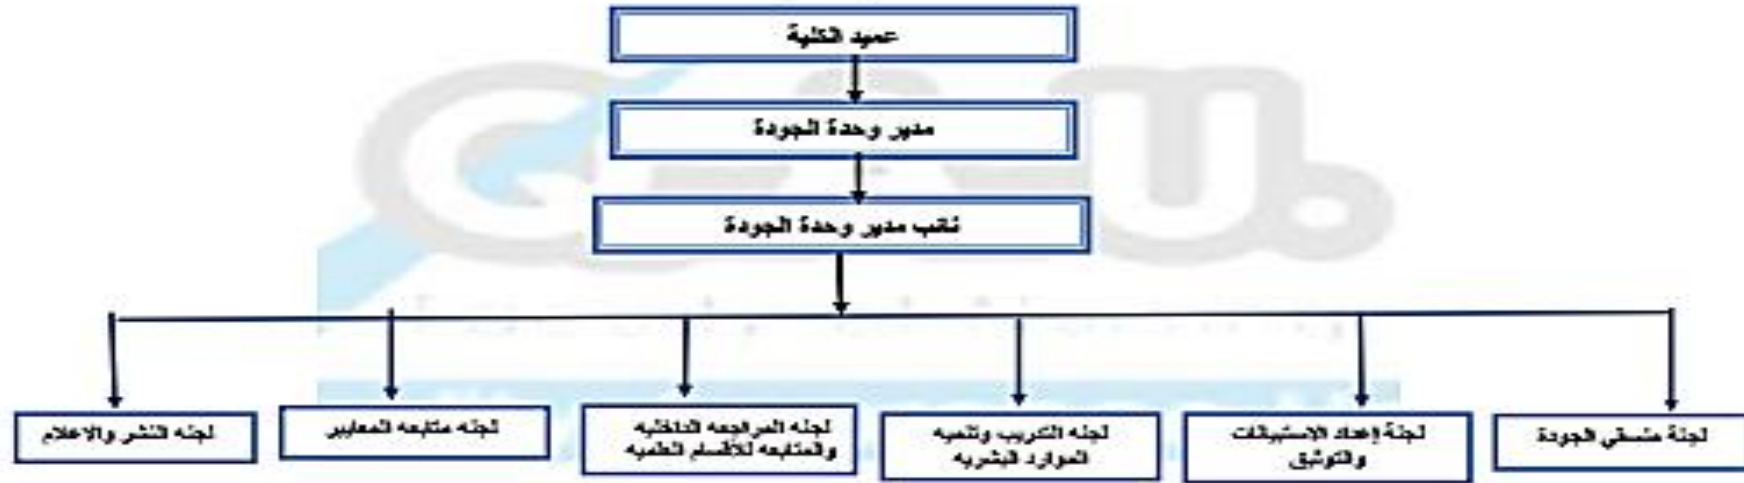 عميد الكلية
مدير وحدة الجودة
نائب مدير وحدة الجودة
لجنة منسقي الجودة
لجنة إعداد الاستبيانات
والتوثيق
لجنه التدريب وتنميه
الموارد البشريه
لجنه المراجعه الداخليه
والمتابعه للأقسام العلميه
لجنه متابعه المعايير
لجنه النشر والاعلام